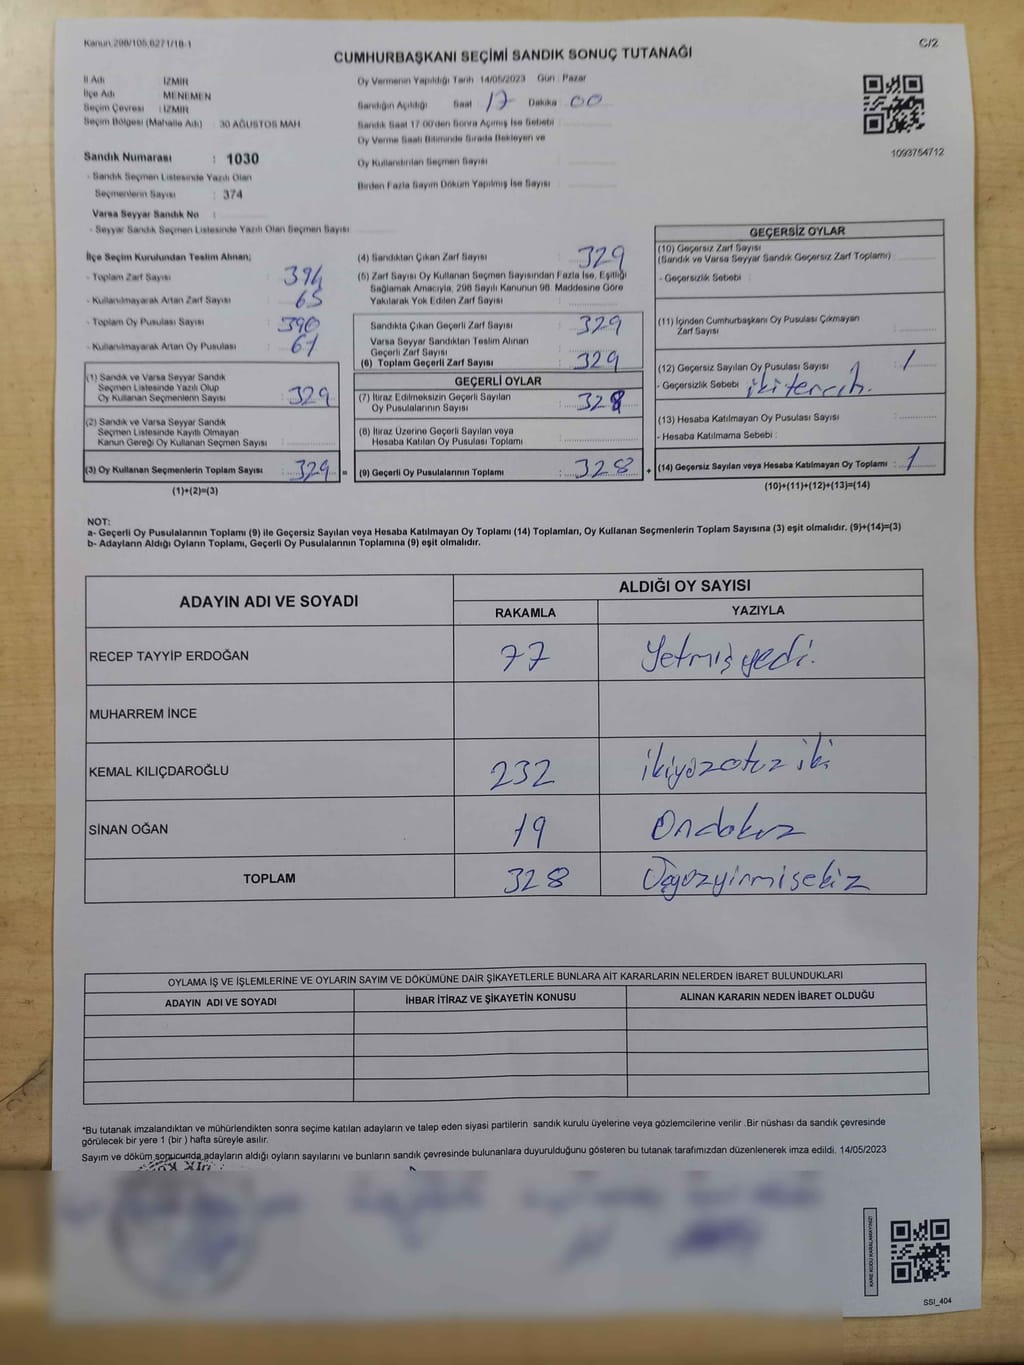 Kanun.298/105,6271/18-1
C/2
CUMHURBAŞKANI SEÇİMİ SANDIK SONUÇ TUTANAĞI
İl Adı : İZMİR
İlçe Adı : MENEMEN
Seçim Çevresi : İZMİR
Seçim Bölgesi (Mahalle Adı) : 30 AĞUSTOS MAH
Sandık Numarası : 1030
- Sandık Seçmen Listesinde Yazılı Olan
Seçmenlerin Sayısı : 374
Varsa Seyyar Sandık No :
- Seyyar Sandık Seçmen Listesinde Yazılı Olan Seçmen Sayısı
Oy Vermenin Yapıldığı Tarih 14/05/2023 Gün : Pazar
Sandığın Açıldığı Saat 17 Dakika 00
Sandık Saat 17:00'den Sonra Açılmış İse Sebebi
Oy Verme Saati Bitiminde Sırada Bekleyen ve
Oy Kullandırılan Seçmen Sayısı
Birden Fazla Sayım Döküm Yapılmış İse Sayısı
1093754712
İlçe Seçim Kurulundan Teslim Alınan;
- Toplam Zarf Sayısı 394
- Kullanılmayarak Artan Zarf Sayısı 65
- Toplam Oy Pusulası Sayısı 390
- Kullanılmayarak Artan Oy Pusulası 61
(1) Sandık ve Varsa Seyyar Sandık
Seçmen Listesinde Yazılı Olup
Oy Kullanan Seçmenlerin Sayısı : 329
(2) Sandık ve Varsa Seyyar Sandık
Seçmen Listesinde Kayıtlı Olmayan
Kanun Gereği Oy Kullanan Seçmen Sayısı :
(3) Oy Kullanan Seçmenlerin Toplam Sayısı : 329 =
(1)+(2)=(3)
(4) Sandıktan Çıkan Zarf Sayısı : 329
(5) Zarf Sayısı Oy Kullanan Seçmen Sayısından Fazla İse, Eşitliği
Sağlamak Amacıyla, 298 Sayılı Kanunun 98. Maddesine Göre
Yakılarak Yok Edilen Zarf Sayısı :
Sandıkta Çıkan Geçerli Zarf Sayısı : 329
Varsa Seyyar Sandıktan Teslim Alınan
Geçerli Zarf Sayısı
(6) Toplam Geçerli Zarf Sayısı : 329
GEÇERLİ OYLAR
(7) İtiraz Edilmeksizin Geçerli Sayılan
Oy Pusulalarının Sayısı : 328
(8) İtiraz Üzerine Geçerli Sayılan veya
Hesaba Katılan Oy Pusulası Toplamı :
(9) Geçerli Oy Pusulalarının Toplamı : 328 +
GEÇERSİZ OYLAR
(10) Geçersiz Zarf Sayısı
(Sandık ve Varsa Seyyar Sandık Geçersiz Zarf Toplamı)
- Geçersizlik Sebebi :
(11) İçinden Cumhurbaşkanı Oy Pusulası Çıkmayan
Zarf Sayısı :
(12) Geçersiz Sayılan Oy Pusulası Sayısı : 1
- Geçersizlik Sebebi : iki tercih.
(13) Hesaba Katılmayan Oy Pusulası Sayısı :
- Hesaba Katılmama Sebebi :
(14) Geçersiz Sayılan veya Hesaba Katılmayan Oy Toplamı : 1
(10)+(11)+(12)+(13)=(14)
NOT:
a- Geçerli Oy Pusulalarının Toplamı (9) ile Geçersiz Sayılan veya Hesaba Katılmayan Oy Toplamı (14) Toplamları, Oy Kullanan Seçmenlerin Toplam Sayısına (3) eşit olmalıdır. (9)+(14)=(3)
b- Adayların Aldığı Oyların Toplamı, Geçerli Oy Pusulalarının Toplamına (9) eşit olmalıdır.
ADAYIN ADI VE SOYADI
ALDIĞI OY SAYISI
RAKAMLA YAZIYLA
RECEP TAYYİP ERDOĞAN 77 Yetmişyedi.
MUHARREM İNCE
KEMAL KILIÇDAROĞLU 232 ikiyüzotuz iki
SİNAN OĞAN 19 Ondokuz
TOPLAM 328 Üçyüzyirmisekiz
OYLAMA İŞ VE İŞLEMLERİNE VE OYLARIN SAYIM VE DÖKÜMÜNE DAİR ŞİKAYETLERLE BUNLARA AİT KARARLARIN NELERDEN İBARET BULUNDUKLARI
ADAYIN ADI VE SOYADI İHBAR İTİRAZ VE ŞİKAYETİN KONUSU ALINAN KARARIN NEDEN İBARET OLDUĞU
*Bu tutanak imzalandıktan ve mühürlendikten sonra seçime katılan adayların ve talep eden siyasi partilerin sandık kurulu üyelerine veya gözlemcilerine verilir .Bir nüshası da sandık çevresinde
görülecek bir yere 1 (bir ) hafta süreyle asılır.
Sayım ve döküm sonucunda adayların aldığı oyların sayılarını ve bunların sandık çevresinde bulunanlara duyurulduğunu gösteren bu tutanak tarafımızdan düzenlenerek imza edildi. 14/05/2023
KARE KODU KARALAMAYINIZ!
SSİ_404